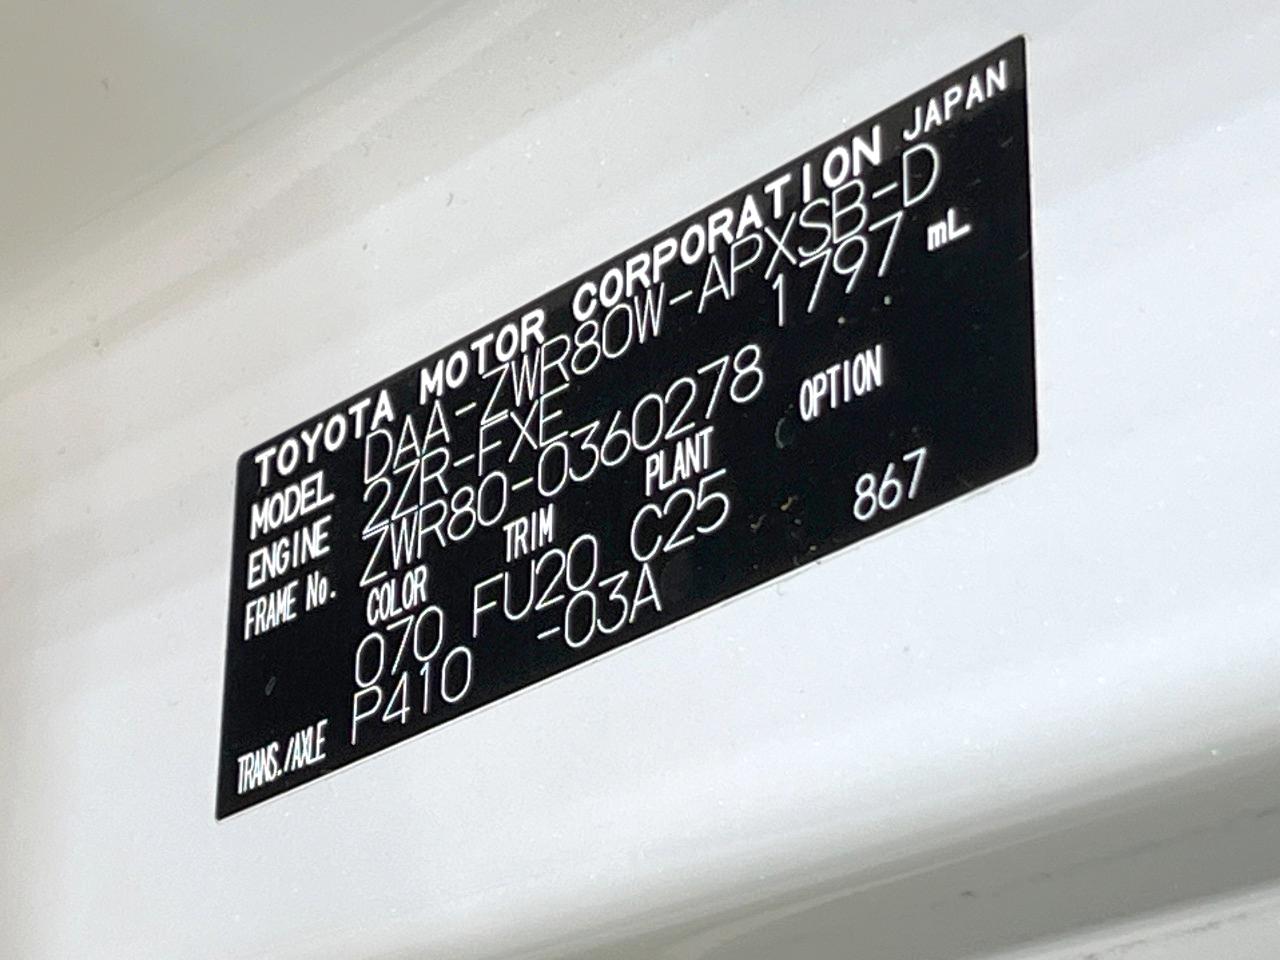 TOYOTA MOTOR CORPORATION JAPAN
MODEL DAA-ZWR80W-APXSB-D
ENGINE 2ZR-FXE 1797 mL
FRAME No. ZWR80-0360278
COLOR TRIM PLANT OPTION
070 FU20 C25 867
TRANS./AXLE P410 -03A